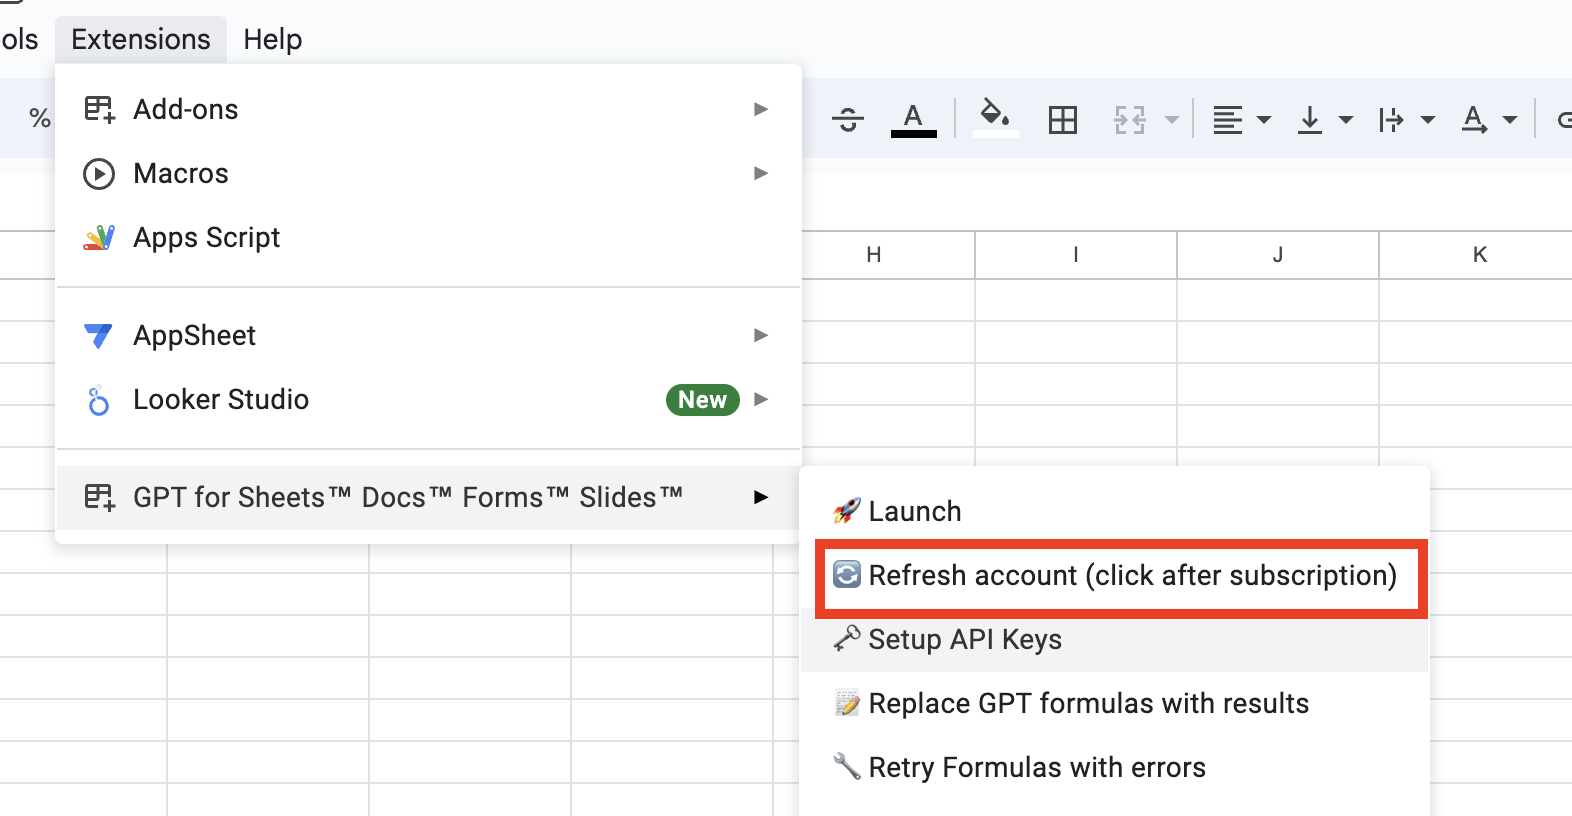 ols Extensions Help
Add-ons
%
A
A
Macros
Apps Script
H I J K
AppSheet
Looker Studio New
GPT for Sheets™ Docs™ Forms™ Slides™
Launch
Refresh account (click after subscription)
Setup API Keys
Replace GPT formulas with results
Retry Formulas with errors